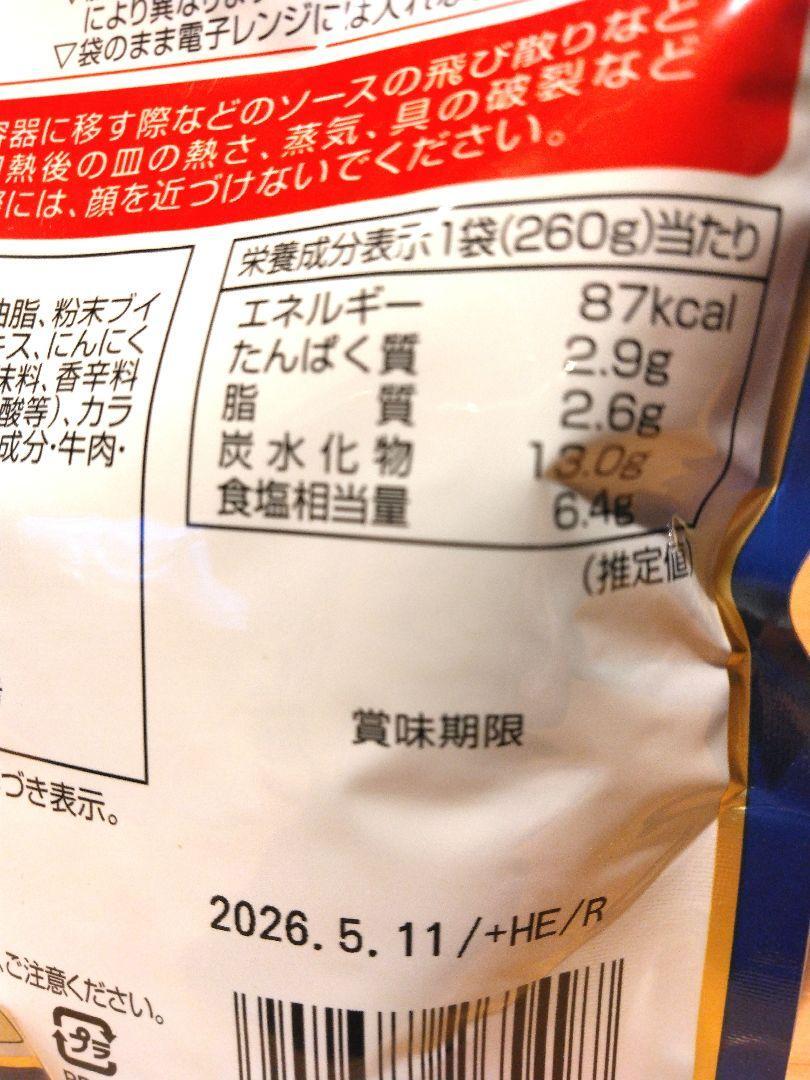 により異なります
▽袋のまま電子レンジには入れな
容器に移す際などのソースの飛び散りなど
加熱後の皿の熱さ、蒸気、具の破裂など
際には、顔を近づけないでください。
油脂、粉末ブイ
キス、にんにく
味料、香辛料
酸等)、カラ
成分・牛肉・
栄養成分表示1袋(260g)当たり
エネルギー 87kcal
たんぱく質 2.9g
脂質 2.6g
炭水化物 13.0g
食塩相当量 6.4g
(推定値)
づき表示。
賞味期限
2026.5.11/+HE/R
ご注意ください。
プラ